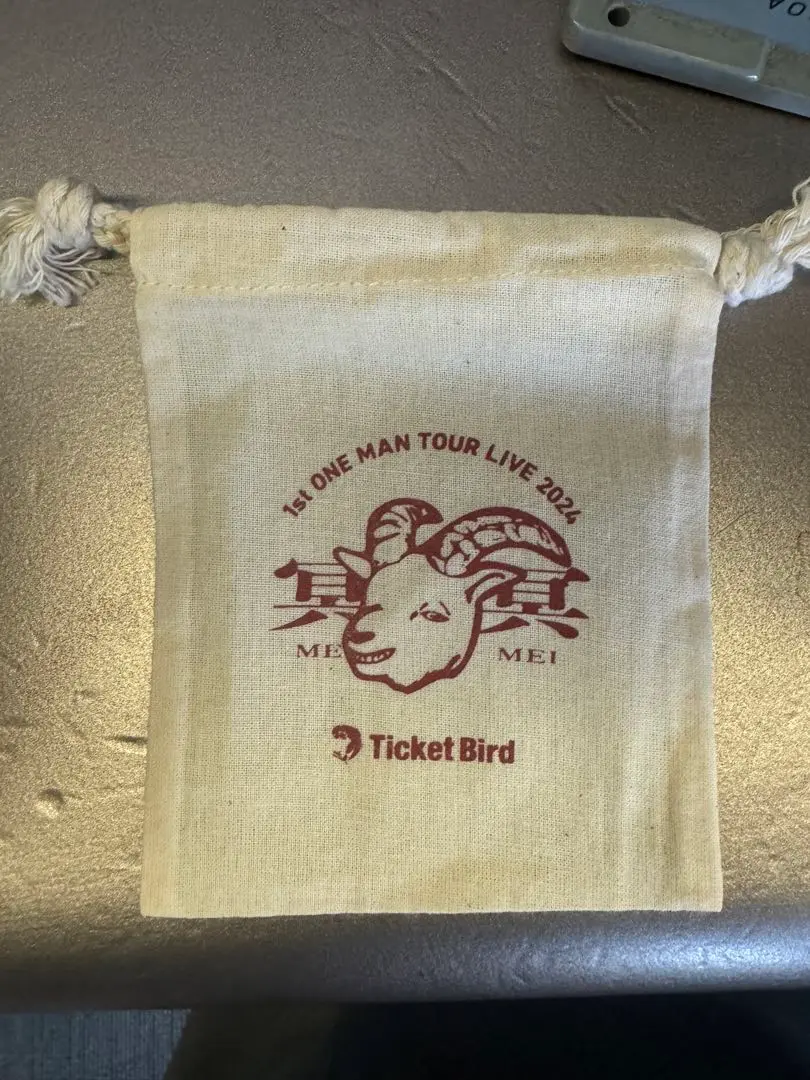 1st ONE MAN TOUR LIVE 2024
冥 冥
ME MEI
Ticket Bird